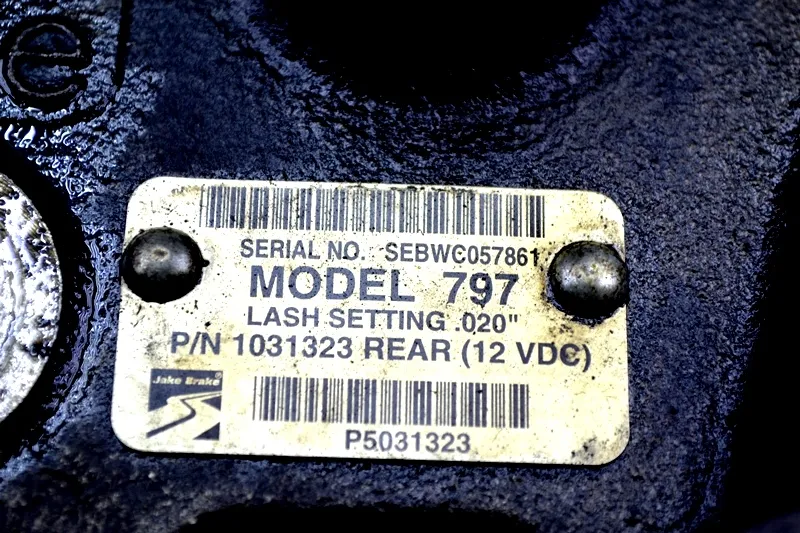 e
SERIAL NO. SEBWC057861
MODEL 797
LASH SETTING .020"
P/N 1031323 REAR (12 VDC)
Jake Brake®
P5031323